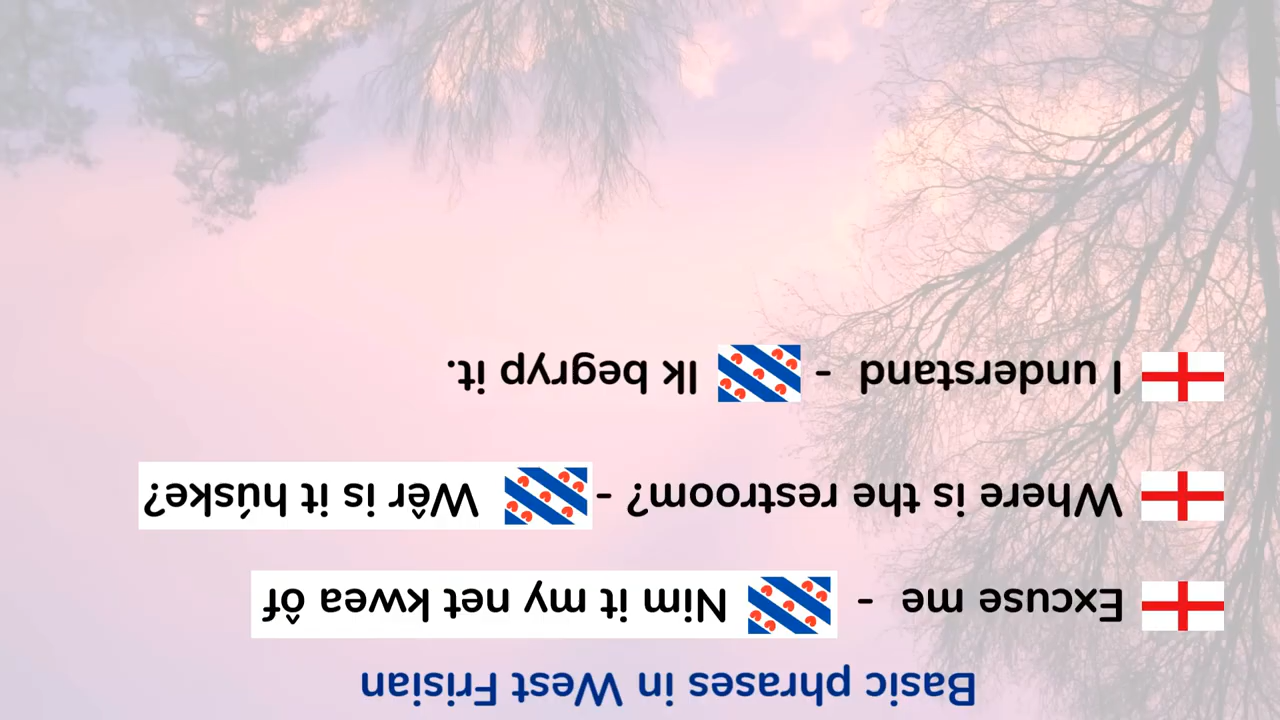 Basic phrases in West Frisian
Excuse me - Nim it my net kwea ôf
Where is the restroom? - Wêr is it húske?
I understand - Ik begryp it.